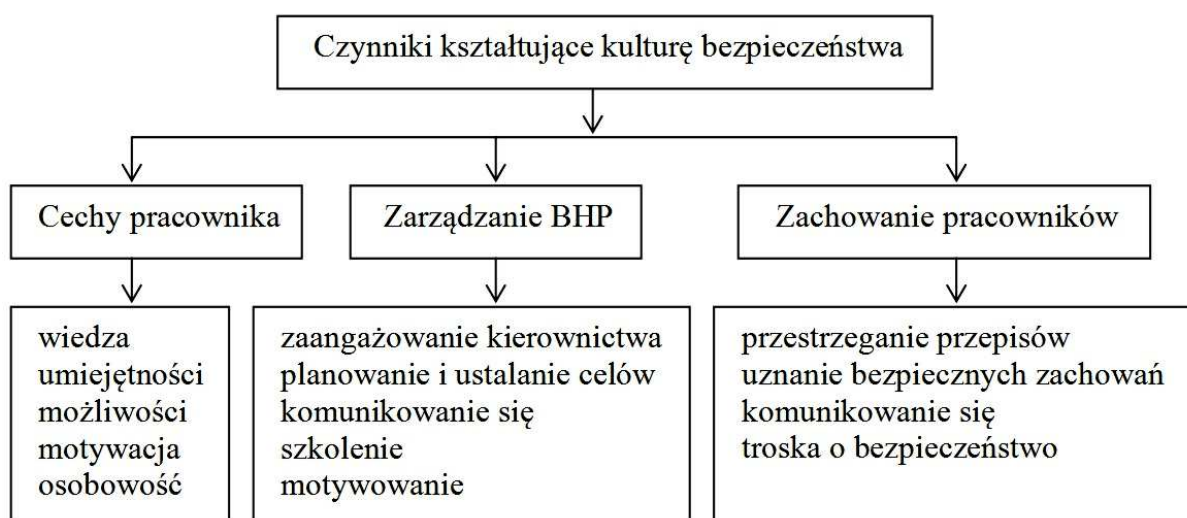 Czynniki kształtujące kulturę bezpieczeństwa
Cechy pracownika
Zarządzanie BHP
Zachowanie pracowników
wiedza
umiejętności
możliwości
motywacja
osobowość
zaangażowanie kierownictwa
planowanie i ustalanie celów
komunikowanie się
szkolenie
motywowanie
przestrzeganie przepisów
uznanie bezpiecznych zachowań
komunikowanie się
troska o bezpieczeństwo